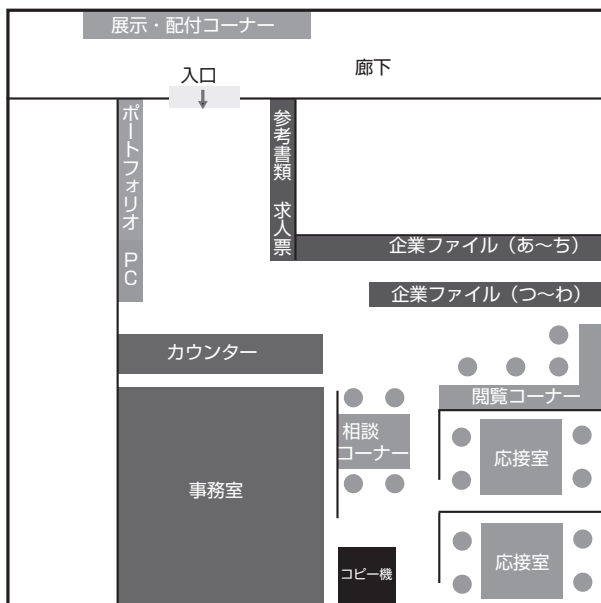 展示・配付コーナー
入口
廊下
ポートフォリオ
PC
参考書類 求人票
企業ファイル（あ〜ち）
企業ファイル（つ〜わ）
カウンター
閲覧コーナー
相談
コーナー
応接室
事務室
コピー機
応接室